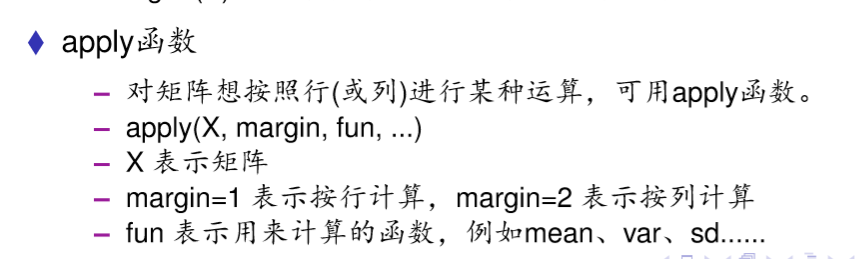 apply函数
– 对矩阵想按照行(或列)进行某种运算，可用apply函数。
– apply(X, margin, fun, ...)
– X 表示矩阵
– margin=1 表示按行计算，margin=2 表示按列计算
– fun 表示用来计算的函数，例如mean、var、sd......